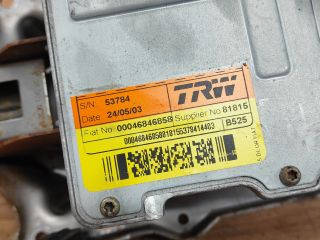 S/N. 53784
TRW
Date 24/05/03
Fiat No. 00046846858 Supplier No 81815
B525